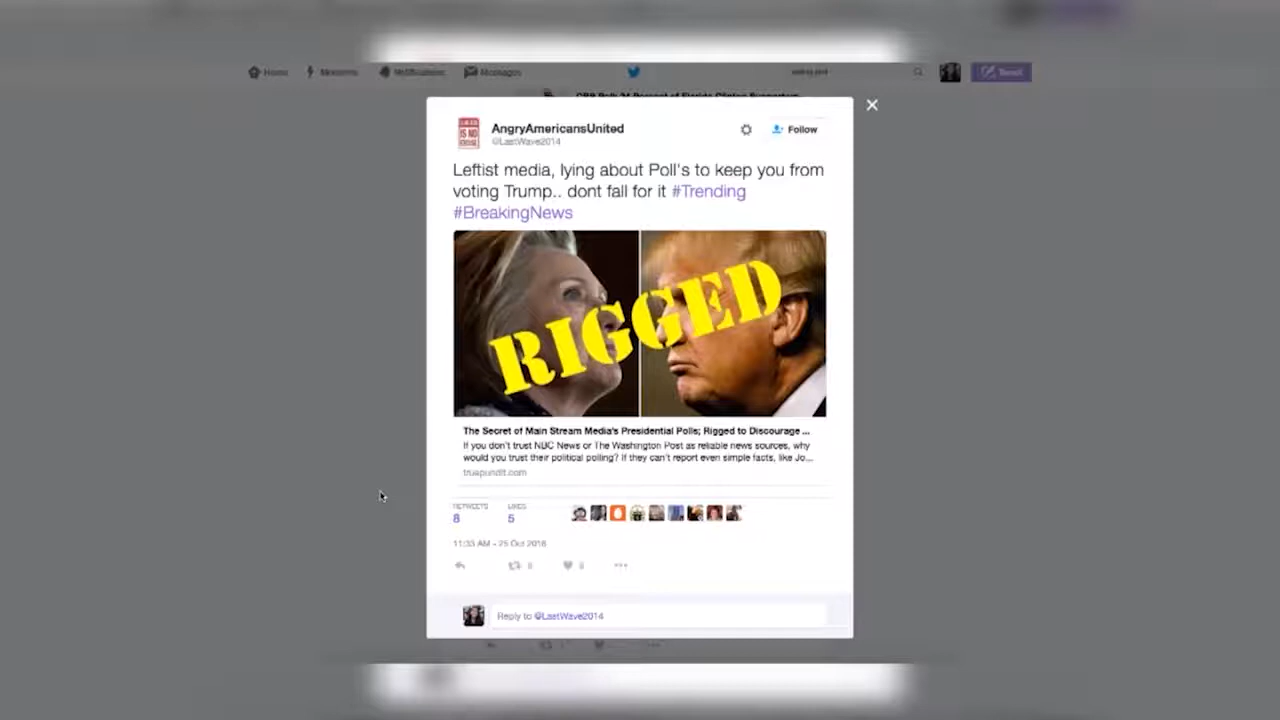 Home Moments Notifications Messages Tweet
AngryAmericansUnited
@LastWave2014
Follow
Leftist media, lying about Poll's to keep you from
voting Trump.. dont fall for it #Trending
#BreakingNews
RIGGED
The Secret of Main Stream Media's Presidential Polls; Rigged to Discourage ...
If you don't trust NBC News or The Washington Post as reliable news sources, why
would you trust their political polling? If they can't report even simple facts, like Jo...
truepundit.com
RETWEETS LIKES
8 5
11:33 AM - 25 Oct 2016
8
Reply to @LastWave2014